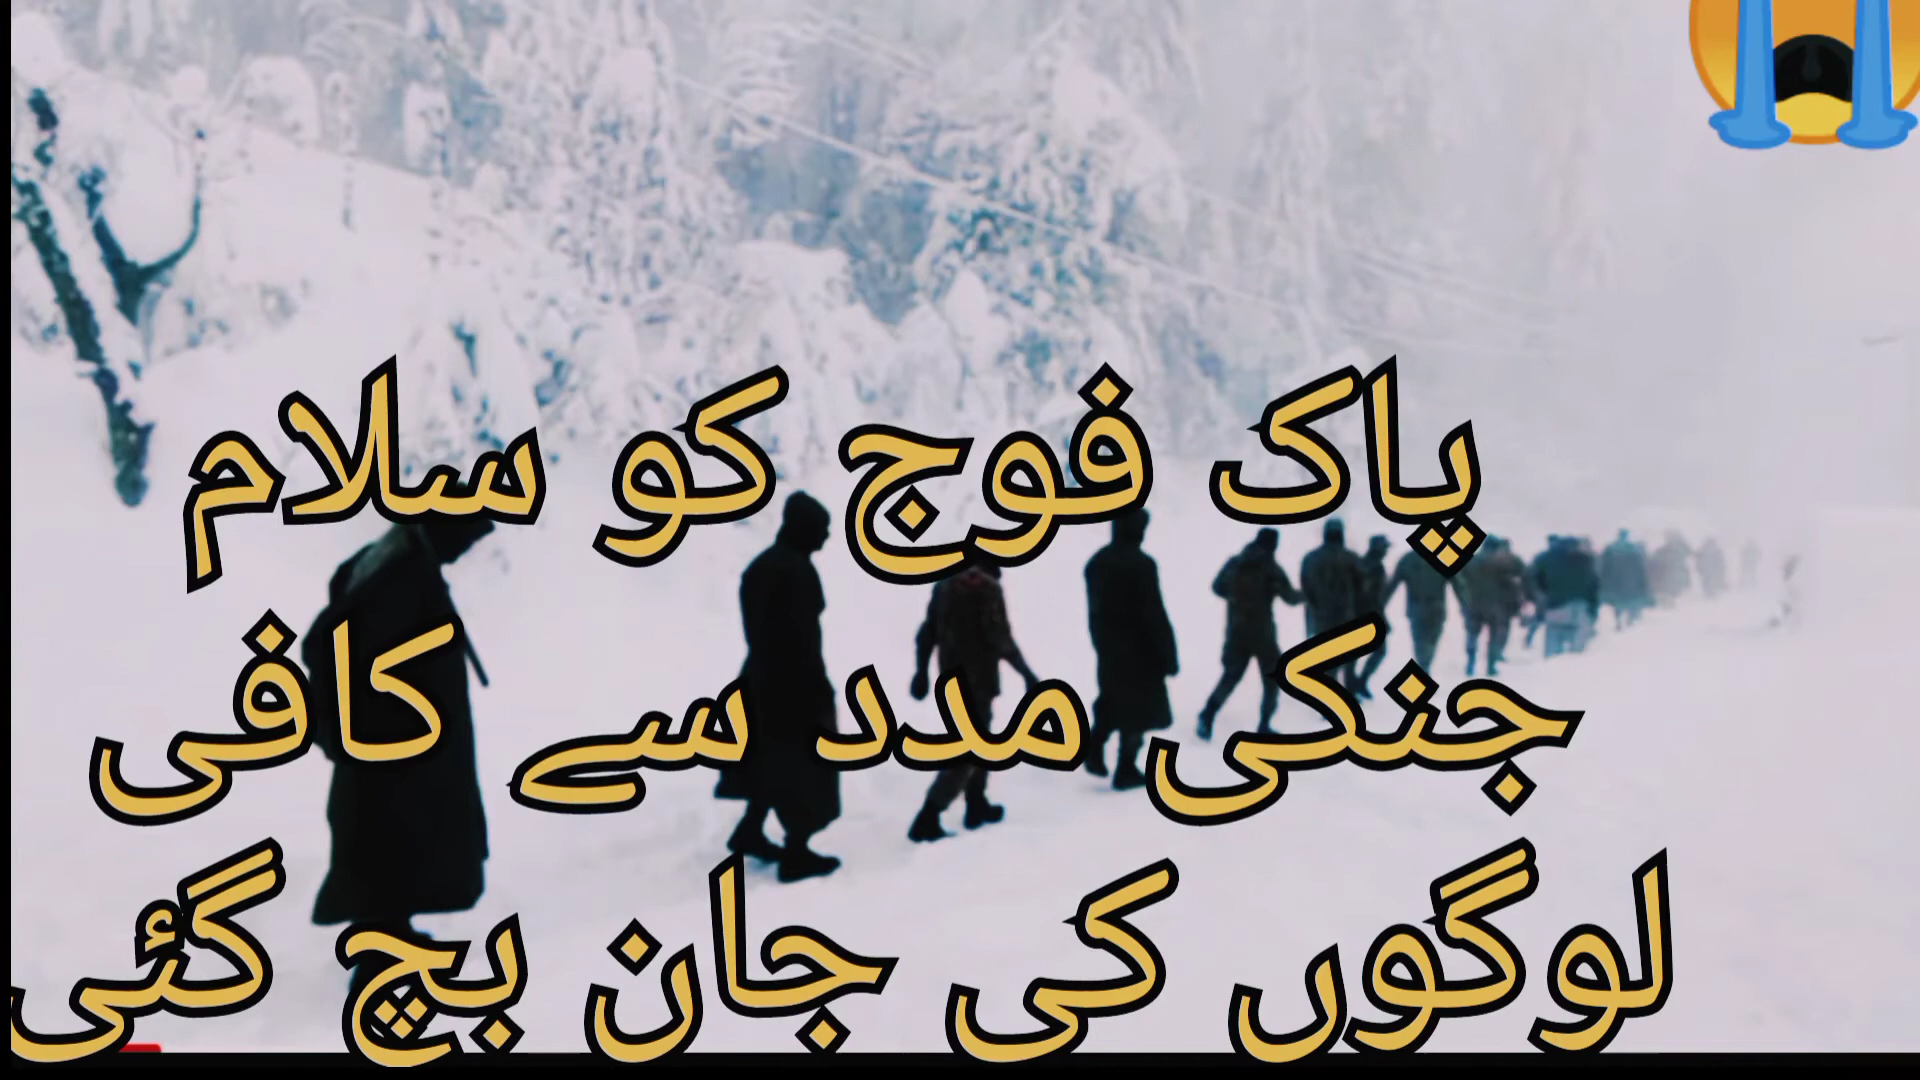 پاک فوج کو سلام
جنکی مدد سے کافی
لوگوں کی جان بچ گئی